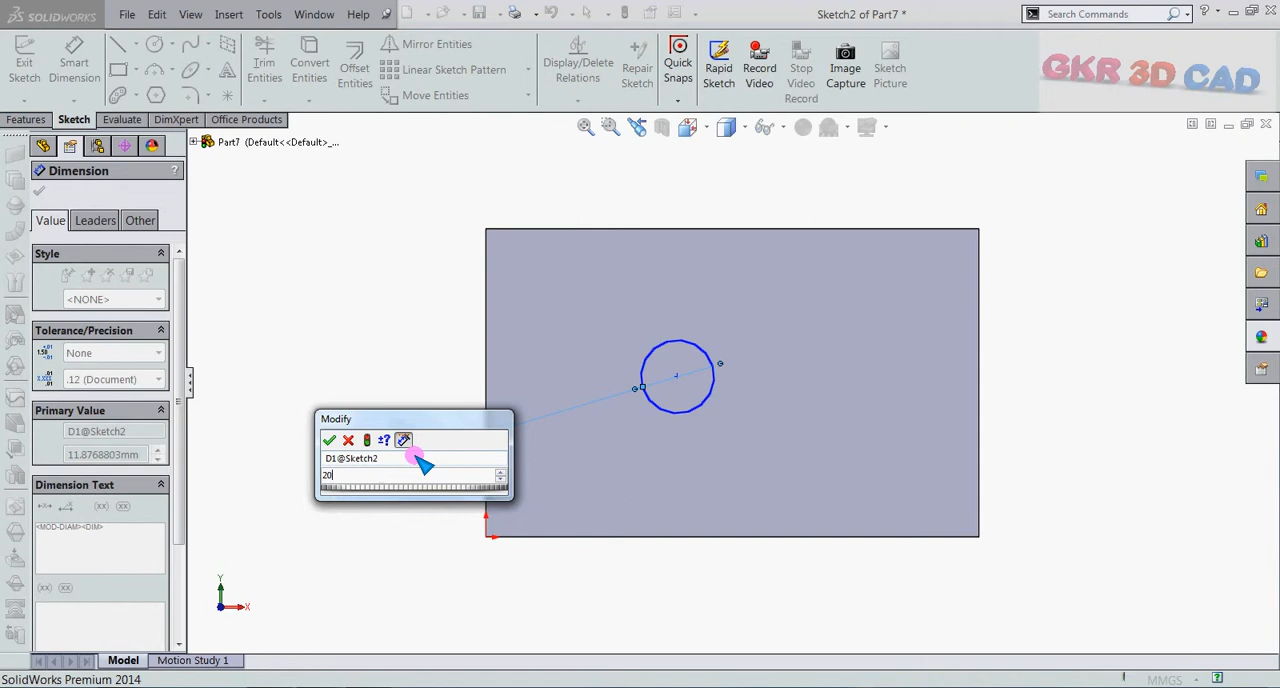 SOLIDWORKS File Edit View Insert Tools Window Help Sketch2 of Part7 * Search Commands
Exit Sketch
Smart Dimension
Trim Entities
Convert Entities
Offset Entities
Mirror Entities
Linear Sketch Pattern
Move Entities
Display/Delete Relations
Repair Sketch
Quick Snaps
Rapid Sketch
Record Video
Stop Video Record
Image Capture
Sketch Picture
GKR 3D CAD
Features Sketch Evaluate DimXpert Office Products
Part7 (Default<<Default>_...
Dimension ?
Value Leaders Other
Style
<NONE>
Tolerance/Precision
None
.12 (Document)
Primary Value
D1@Sketch2
11.8768803mm
Dimension Text
<MOD-DIAM><DIM>
Modify
D1@Sketch2
20
Y
X
Model Motion Study 1
SolidWorks Premium 2014 MMGS